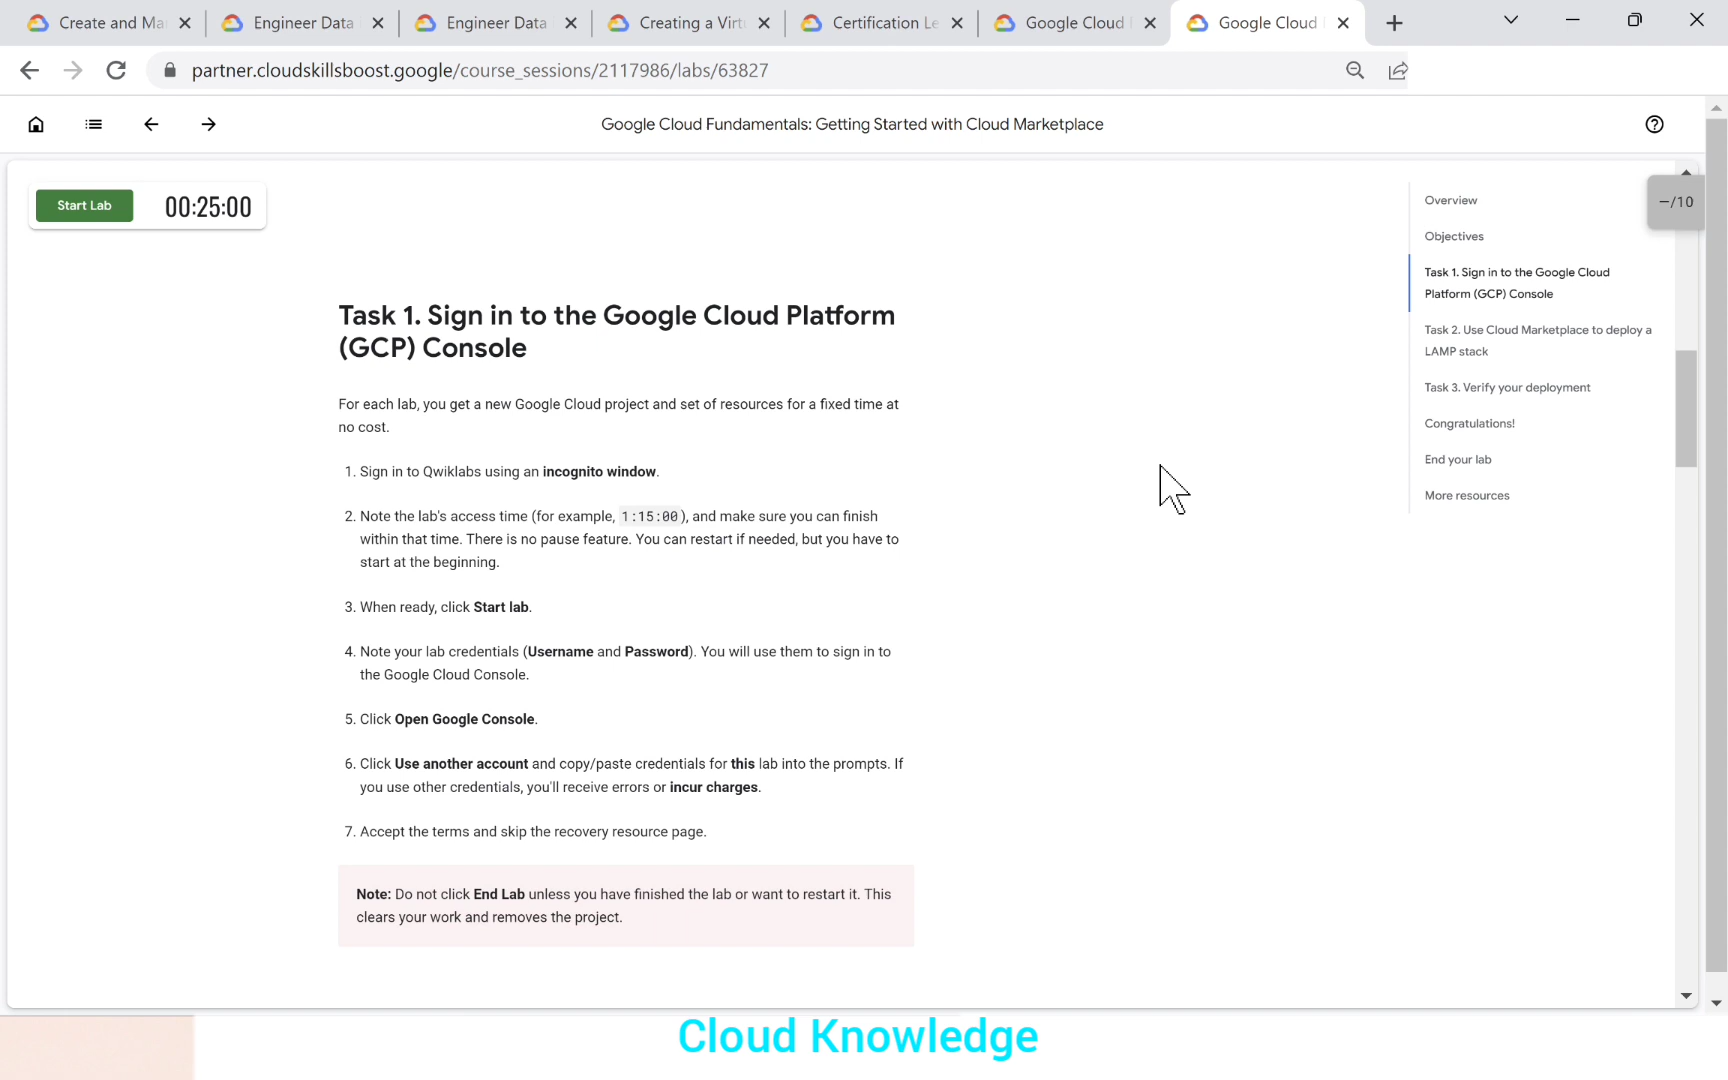 Create and Ma
Engineer Data
Engineer Data
Creating a Virt
Certification Le
Google Cloud
Google Cloud
partner.cloudskillsboost.google/course_sessions/2117986/labs/63827
Google Cloud Fundamentals: Getting Started with Cloud Marketplace
Start Lab
00:25:00
Task 1. Sign in to the Google Cloud Platform
(GCP) Console
For each lab, you get a new Google Cloud project and set of resources for a fixed time at
no cost.
1. Sign in to Qwiklabs using an incognito window.
2. Note the lab's access time (for example, 1:15:00), and make sure you can finish
within that time. There is no pause feature. You can restart if needed, but you have to
start at the beginning.
3. When ready, click Start lab.
4. Note your lab credentials (Username and Password). You will use them to sign in to
the Google Cloud Console.
5. Click Open Google Console.
6. Click Use another account and copy/paste credentials for this lab into the prompts. If
you use other credentials, you'll receive errors or incur charges.
7. Accept the terms and skip the recovery resource page.
Note: Do not click End Lab unless you have finished the lab or want to restart it. This
clears your work and removes the project.
Overview
Objectives
Task 1. Sign in to the Google Cloud
Platform (GCP) Console
Task 2. Use Cloud Marketplace to deploy a
LAMP stack
Task 3. Verify your deployment
Congratulations!
End your lab
More resources
–/10
Cloud Knowledge